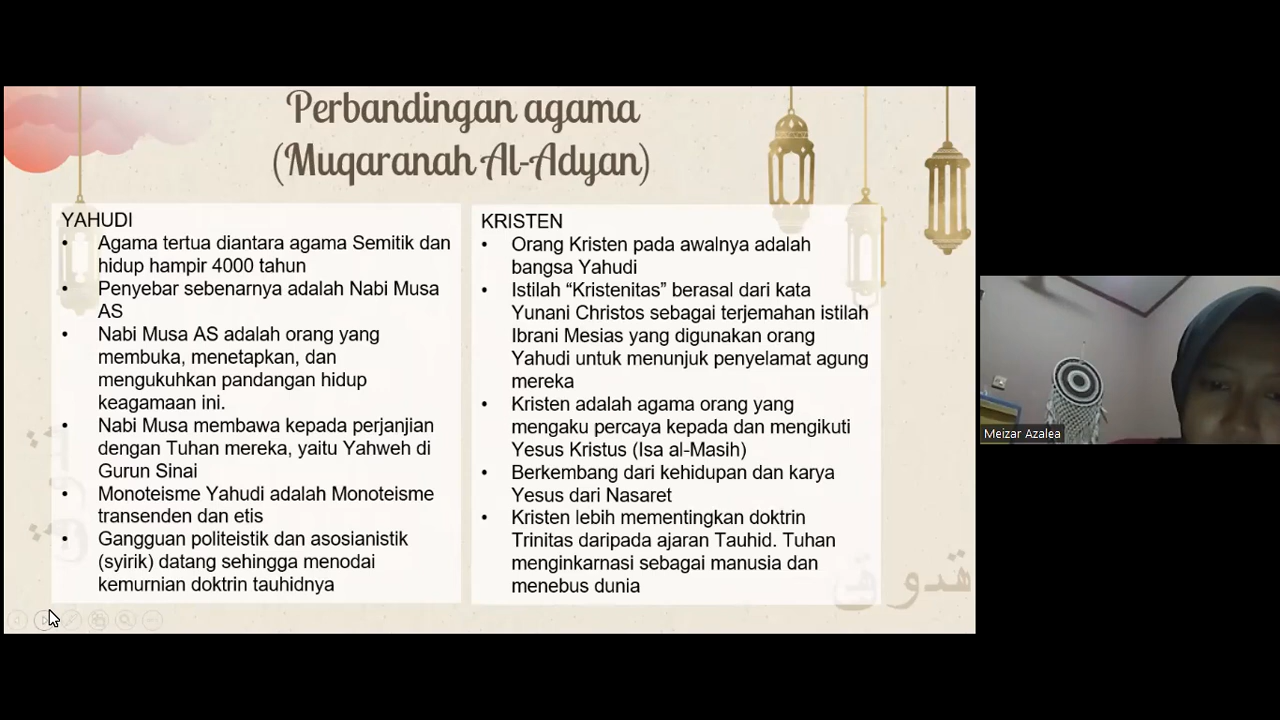 Perbandingan agama
(Muqaranah Al-Adyan)
YAHUDI
• Agama tertua diantara agama Semitik dan
hidup hampir 4000 tahun
• Penyebar sebenarnya adalah Nabi Musa
AS
• Nabi Musa AS adalah orang yang
membuka, menetapkan, dan
mengukuhkan pandangan hidup
keagamaan ini.
• Nabi Musa membawa kepada perjanjian
dengan Tuhan mereka, yaitu Yahweh di
Gurun Sinai
• Monoteisme Yahudi adalah Monoteisme
transenden dan etis
• Gangguan politeistik dan asosianistik
(syirik) datang sehingga menodai
kemurnian doktrin tauhidnya
KRISTEN
• Orang Kristen pada awalnya adalah
bangsa Yahudi
• Istilah “Kristenitas” berasal dari kata
Yunani Christos sebagai terjemahan istilah
Ibrani Mesias yang digunakan orang
Yahudi untuk menunjuk penyelamat agung
mereka
• Kristen adalah agama orang yang
mengaku percaya kepada dan mengikuti
Yesus Kristus (Isa al-Masih)
• Berkembang dari kehidupan dan karya
Yesus dari Nasaret
• Kristen lebih mementingkan doktrin
Trinitas daripada ajaran Tauhid. Tuhan
menginkarnasi sebagai manusia dan
menebus dunia
Meizar Azalea